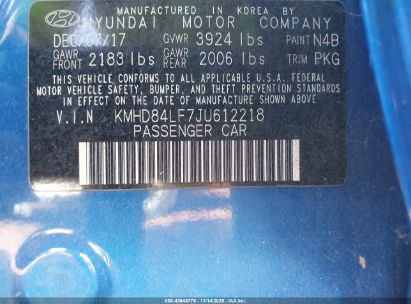 MANUFACTURED IN KOREA BY
HYUNDAI MOTOR COMPANY
DEC/07/17 GVWR 3924 lbs PAINT N4B
GAWR FRONT 2183 lbs GAWR REAR 2006 lbs TRIM PKG
THIS VEHICLE CONFORMS TO ALL APPLICABLE U.S. FEDERAL
MOTOR VEHICLE SAFETY, BUMPER, AND THEFT PREVENTION
STANDARDS IN EFFECT ON THE DATE OF MANUFACTURE SHOWN ABOVE.
V.I.N KMHD84LF7JU612218
PASSENGER CAR